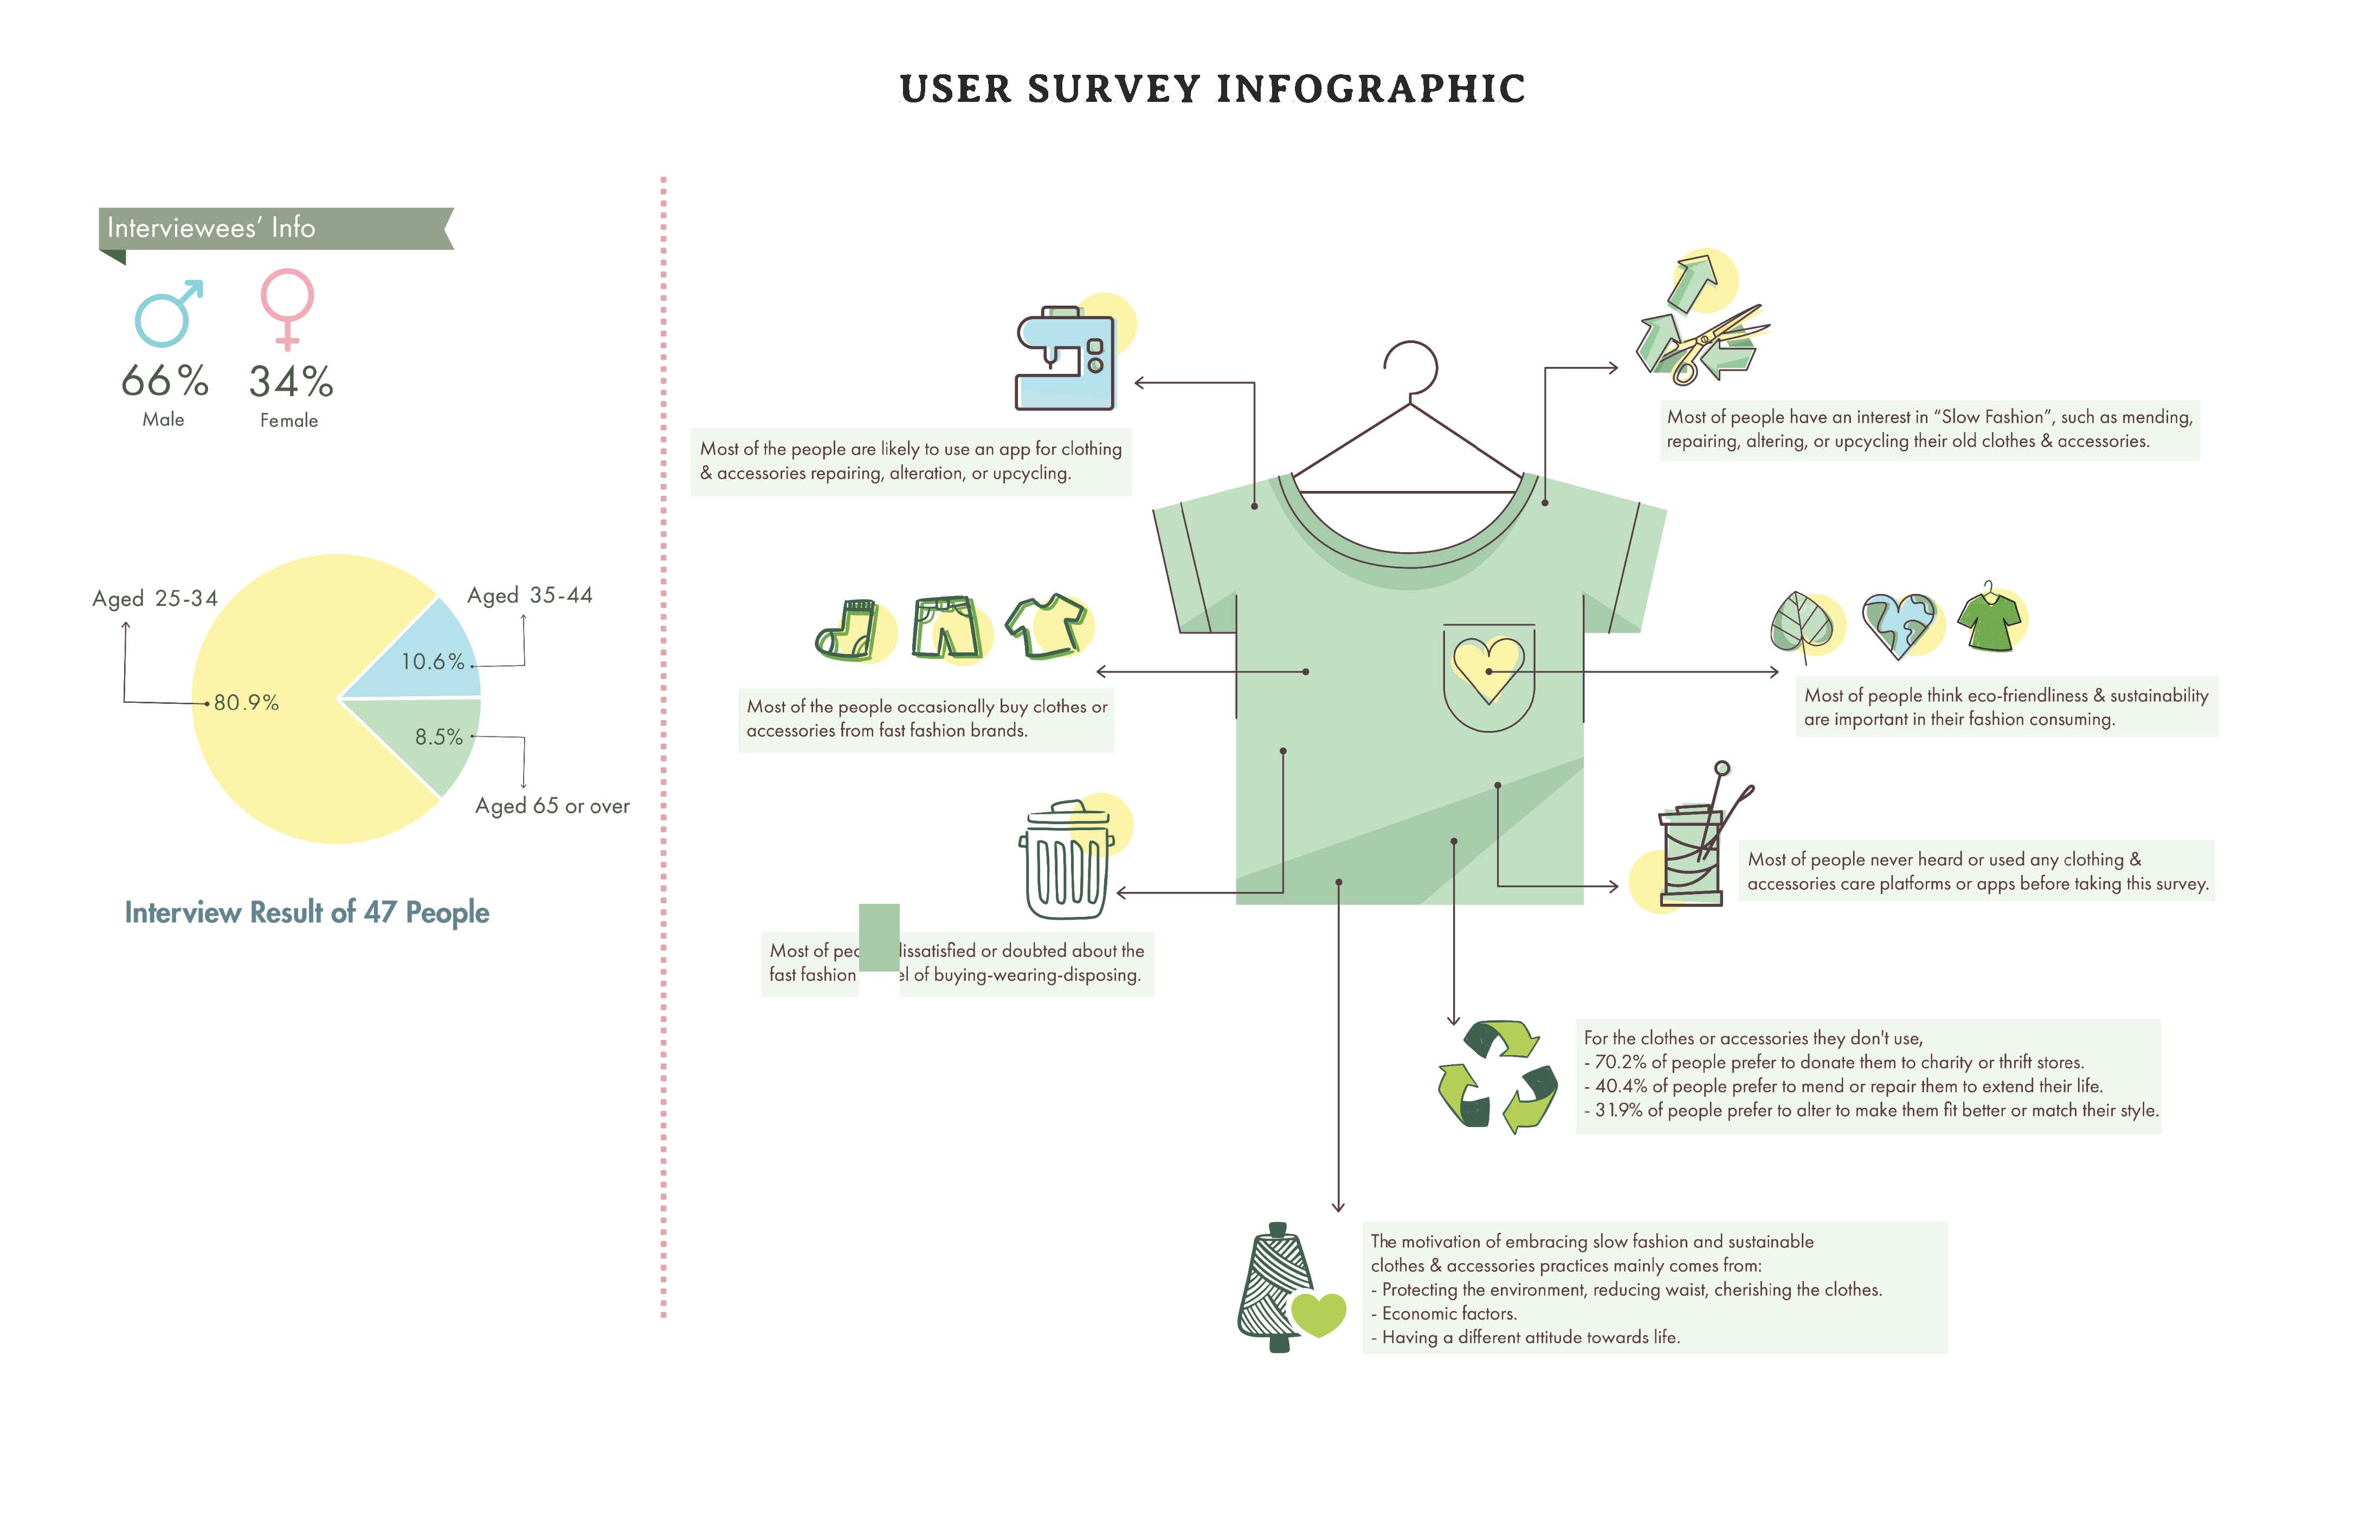 USER SURVEY INFOGRAPHIC
Interviewees' Info
66%
34%
Male
Female
Aged 25-34
Aged 35-44
10.6%
80.9%
8.5%
Aged 65 or over
Interview Result of 47 People
Most of the people are likely to use an app for clothing
& accessories repairing, alteration, or upcycling.
Most of people have an interest in “Slow Fashion”, such as mending,
repairing, altering, or upcycling their old clothes & accessories.
Most of the people occasionally buy clothes or
accessories from fast fashion brands.
Most of people think eco-friendliness & sustainability
are important in their fashion consuming.
Most of or doubted about the
fast fashion of buying-wearing-disposing.
Most of people never heard or used any clothing &
accessories care platforms or apps before taking this survey.
For the clothes or accessories they don't use,
- 70.2% of people prefer to donate them to charity or thrift stores.
- 40.4% of people prefer to mend or repair them to extend their life.
- 31.9% of people prefer to alter to make them fit better or match their style.
The motivation of embracing slow fashion and sustainable
clothes & accessories practices mainly comes from:
- Protecting the environment, reducing waist, cherishing the clothes.
- Economic factors.
- Having a different attitude towards life.